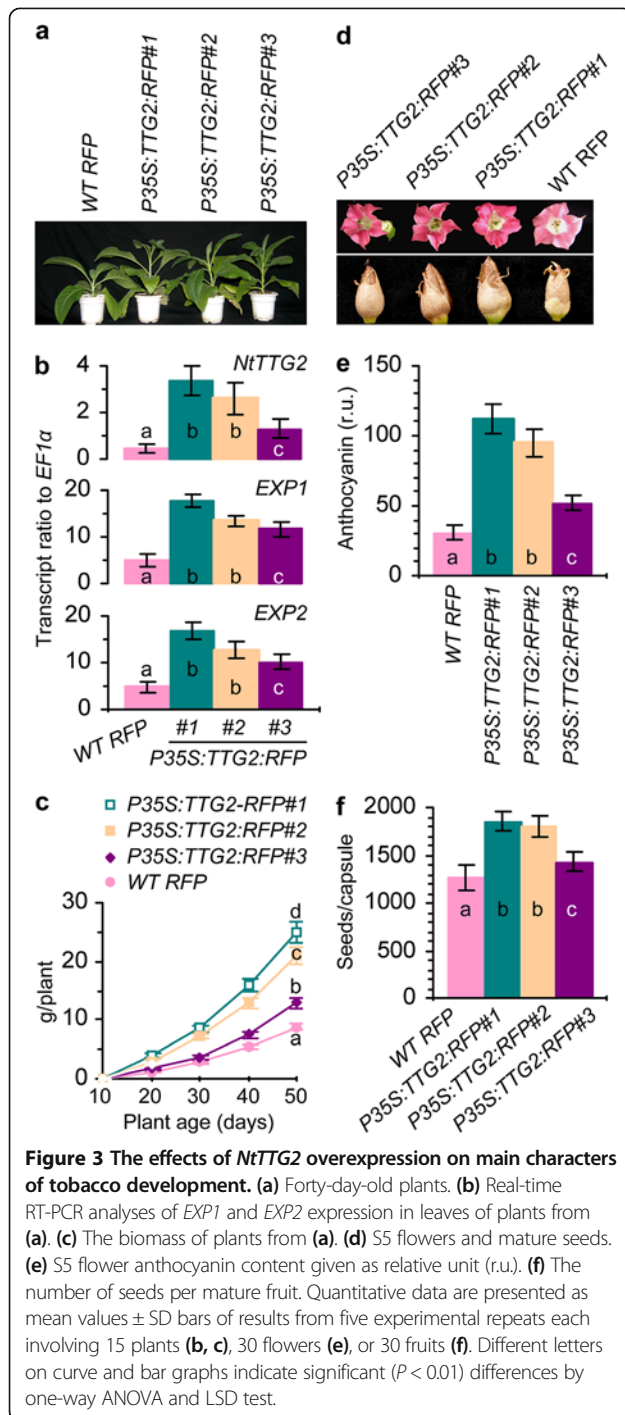 a
WT RFP
P35S:TTG2:RFP#1
P35S:TTG2:RFP#2
P35S:TTG2:RFP#3
d
P35S:TTG2:RFP#3
P35S:TTG2:RFP#2
P35S:TTG2:RFP#1
WT RFP
b
Transcript ratio to EF1α
NtTTG2
4
2
0
a
b
b
c
EXP1
20
10
0
a
b
b
c
EXP2
20
10
0
a
b
b
c
WT RFP
#1 #2 #3
P35S:TTG2:RFP
e
Anthocyanin (r.u.)
150
100
50
0
a
b
b
c
WT RFP
P35S:TTG2:RFP#1
P35S:TTG2:RFP#2
P35S:TTG2:RFP#3
c
P35S:TTG2-RFP#1
P35S:TTG2:RFP#2
P35S:TTG2:RFP#3
WT RFP
g/plant
30
20
10
0
d
c
b
a
10 20 30 40 50
Plant age (days)
f
Seeds/capsule
2000
1500
1000
500
0
a
b
b
c
WT RFP
P35S:TTG2:RFP#1
P35S:TTG2:RFP#2
P35S:TTG2:RFP#3
Figure 3 The effects of NtTTG2 overexpression on main characters
of tobacco development. (a) Forty-day-old plants. (b) Real-time
RT-PCR analyses of EXP1 and EXP2 expression in leaves of plants from
(a). (c) The biomass of plants from (a). (d) S5 flowers and mature seeds.
(e) S5 flower anthocyanin content given as relative unit (r.u.). (f) The
number of seeds per mature fruit. Quantitative data are presented as
mean values ± SD bars of results from five experimental repeats each
involving 15 plants (b, c), 30 flowers (e), or 30 fruits (f). Different letters
on curve and bar graphs indicate significant (P < 0.01) differences by
one-way ANOVA and LSD test.